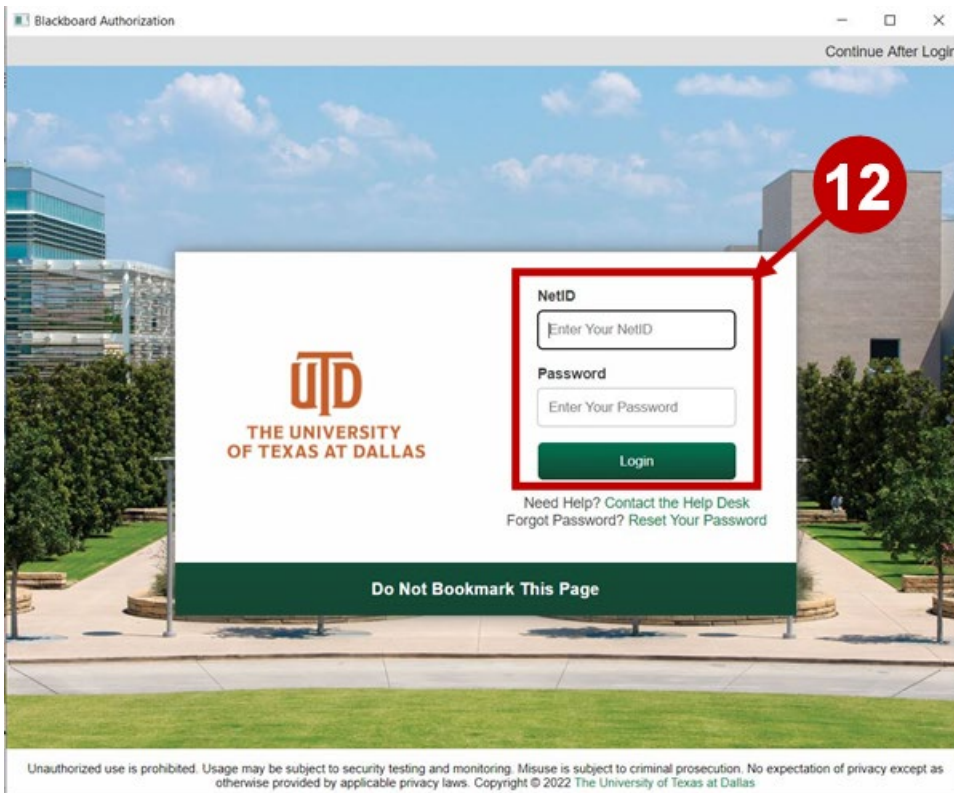 Blackboard Authorization
Continue After Login
12
NetID
Enter Your NetID
Password
Enter Your Password
Login
UTD
THE UNIVERSITY
OF TEXAS AT DALLAS
Need Help? Contact the Help Desk
Forgot Password? Reset Your Password
Do Not Bookmark This Page
Unauthorized use is prohibited. Usage may be subject to security testing and monitoring. Misuse is subject to criminal prosecution. No expectation of privacy except as
otherwise provided by applicable privacy laws. Copyright © 2022 The University of Texas at Dallas